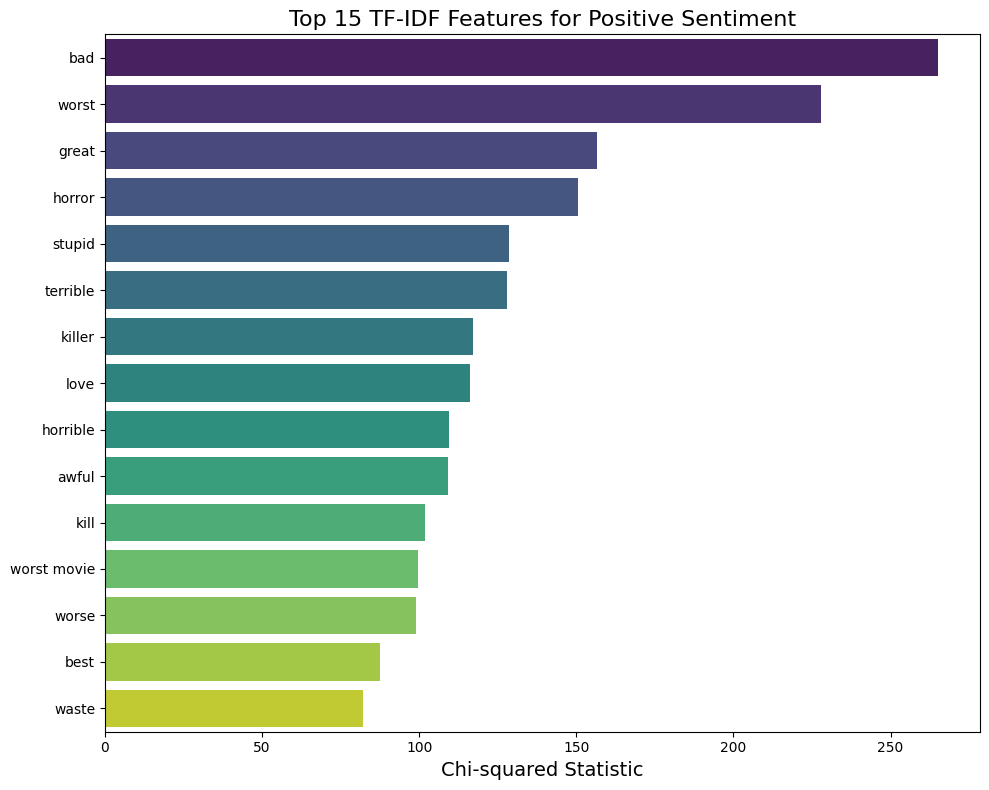 Top 15 TF-IDF Features for Positive Sentiment
bad
worst
great
horror
stupid
terrible
killer
love
horrible
awful
kill
worst movie
worse
best
waste
0 50 100 150 200 250
Chi-squared Statistic